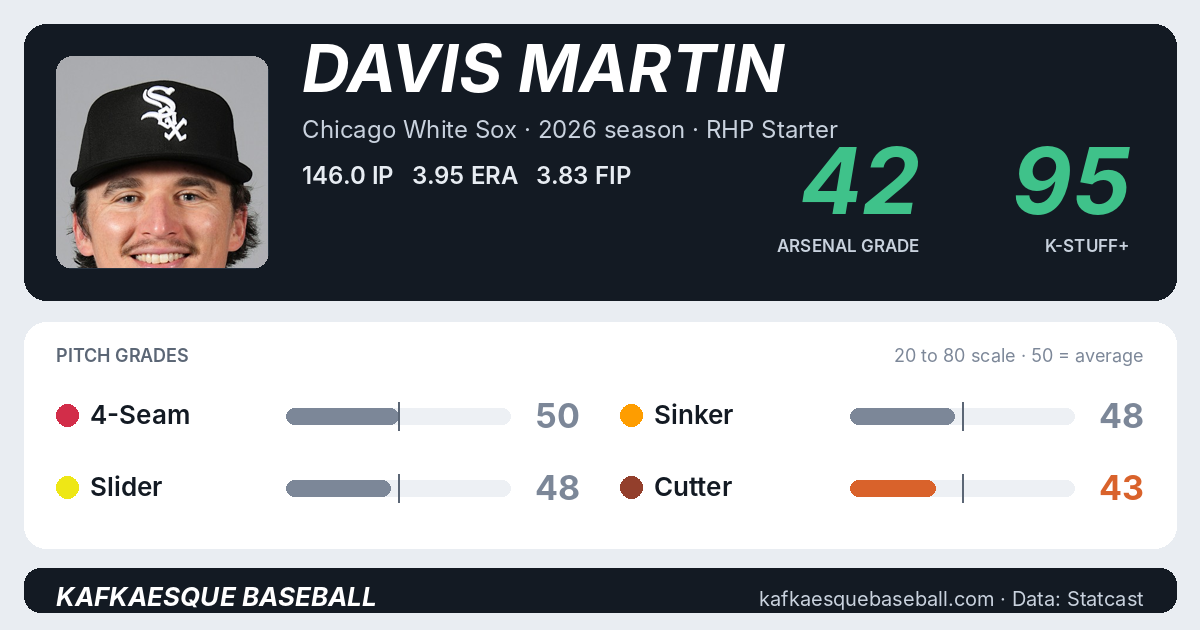 DAVIS MARTIN
Chicago White Sox · 2026 season · RHP Starter
146.0 IP 3.95 ERA 3.83 FIP
42 95
ARSENAL GRADE K-STUFF+
Sox
PITCH GRADES 20 to 80 scale · 50 = average
4-Seam 50 Sinker 48
Slider 48 Cutter 43
KAFKAESQUE BASEBALL kafkaesquebaseball.com · Data: Statcast